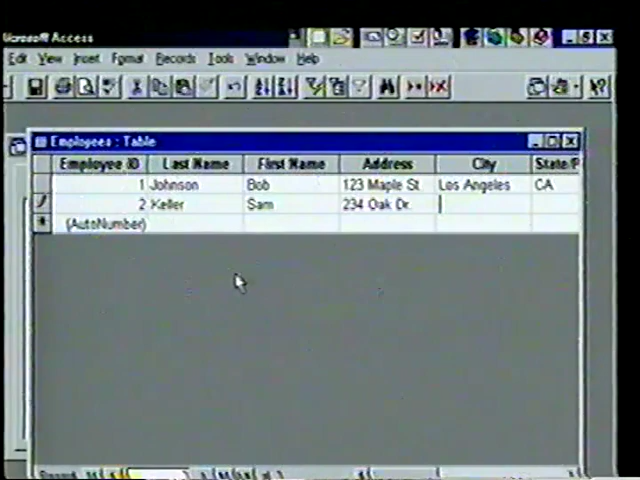 Microsoft Access
Edit View Insert Format Records Tools Window Help
Employees : Table
Employee ID Last Name First Name Address City State/P
1 Johnson Bob 123 Maple St. Los Angeles CA
2 Keller Sam 234 Oak Dr.
(AutoNumber)